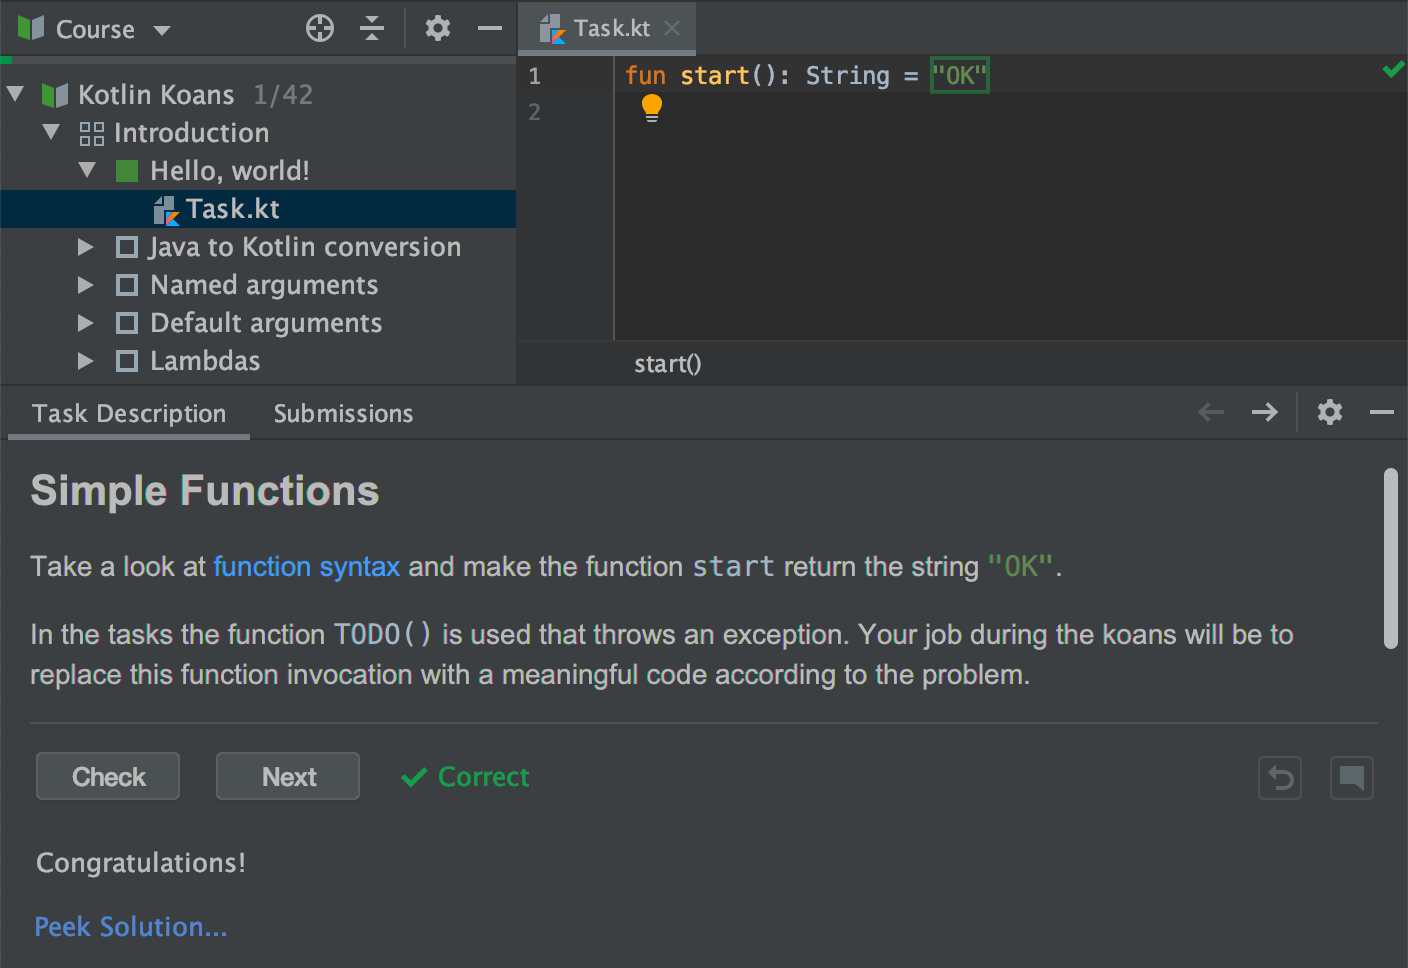 Course
Task.kt
Kotlin Koans 1/42
Introduction
Hello, world!
Task.kt
Java to Kotlin conversion
Named arguments
Default arguments
Lambdas
1 fun start(): String = "OK"
2
start()
Task Description Submissions
Simple Functions
Take a look at function syntax and make the function start return the string "OK".
In the tasks the function TODO() is used that throws an exception. Your job during the koans will be to
replace this function invocation with a meaningful code according to the problem.
Check Next Correct
Congratulations!
Peek Solution...